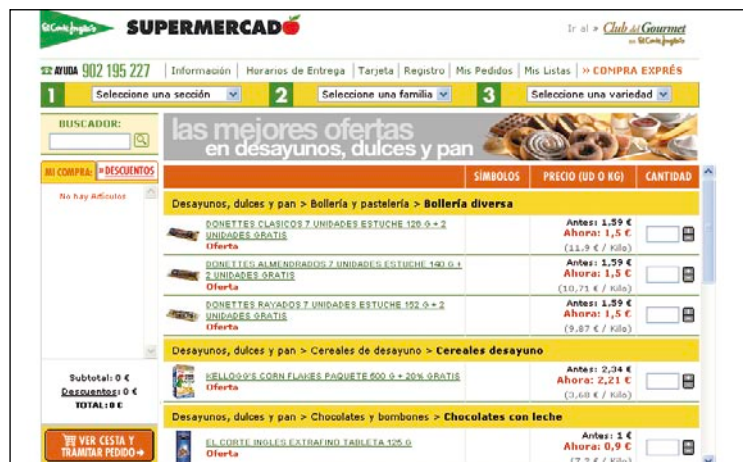 El Corte Inglés SUPERMERCADO
Ir al » Club del Gourmet
en El Corte Inglés
AYUDA 902 195 227 | Información | Horarios de Entrega | Tarjeta | Registro | Mis Pedidos | Mis Listas | » COMPRA EXPRÉS
1 Seleccione una sección 2 Seleccione una familia 3 Seleccione una variedad
BUSCADOR:
las mejores ofertas
en desayunos, dulces y pan
MI COMPRA: » DESCUENTOS
No hay Artículos
SÍMBOLOS PRECIO (UD O KG) CANTIDAD
Desayunos, dulces y pan > Bollería y pastelería > Bollería diversa
DONETTES CLASICOS 7 UNIDADES ESTUCHE 126 G + 2
UNIDADES GRATIS
Oferta
Antes: 1,59 €
Ahora: 1,5 €
(11,9 € / Kilo)
DONETTES ALMENDRADOS 7 UNIDADES ESTUCHE 140 G +
2 UNIDADES GRATIS
Oferta
Antes: 1,59 €
Ahora: 1,5 €
(10,71 € / Kilo)
DONETTES RAYADOS 7 UNIDADES ESTUCHE 152 G + 2
UNIDADES GRATIS
Oferta
Antes: 1,59 €
Ahora: 1,5 €
(9,87 € / Kilo)
Desayunos, dulces y pan > Cereales de desayuno > Cereales desayuno
KELLOGG'S CORN FLAKES PAQUETE 600 G + 20% GRATIS
Oferta
Antes: 2,34 €
Ahora: 2,21 €
(3,68 € / Kilo)
Desayunos, dulces y pan > Chocolates y bombones > Chocolates con leche
EL CORTE INGLES EXTRAFINO TABLETA 125 G
Oferta
Antes: 1 €
Ahora: 0,9 €
(7,2 € / Kilo)
Subtotal: 0 €
Descuentos: 0 €
TOTAL: 0 €
VER CESTA Y
TRAMITAR PEDIDO